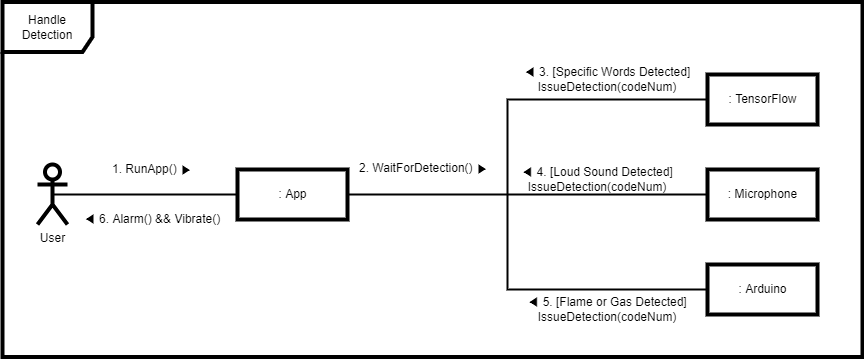 Handle
Detection
◀ 3. [Specific Words Detected]
IssueDetection(codeNum)
: TensorFlow
1. RunApp() ▶
2. WaitForDetection() ▶
◀ 4. [Loud Sound Detected]
IssueDetection(codeNum)
: App
: Microphone
◀ 6. Alarm() && Vibrate()
User
: Arduino
◀ 5. [Flame or Gas Detected]
IssueDetection(codeNum)